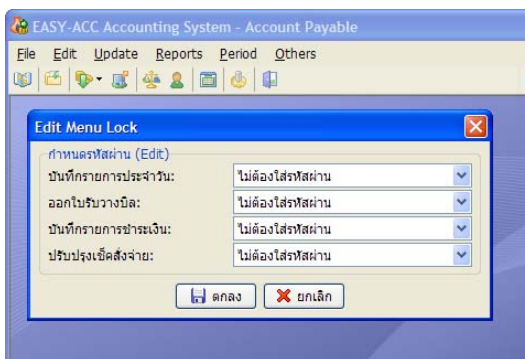 EASY-ACC Accounting System - Account Payable
File Edit Update Reports Period Others
Edit Menu Lock
กำหนดรหัสผ่าน (Edit)
บันทึกรายการประจำวัน: ไม่ต้องใส่รหัสผ่าน
ออกใบรับวางบิล: ไม่ต้องใส่รหัสผ่าน
บันทึกรายการชำระเงิน: ไม่ต้องใส่รหัสผ่าน
ปรับปรุงเช็คสั่งจ่าย: ไม่ต้องใส่รหัสผ่าน
ตกลง ยกเลิก